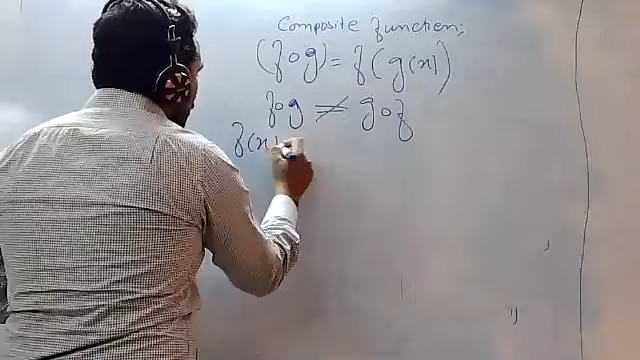 Composite function;
(fog) = f(g(x))
fog ≠ gof
f(x)